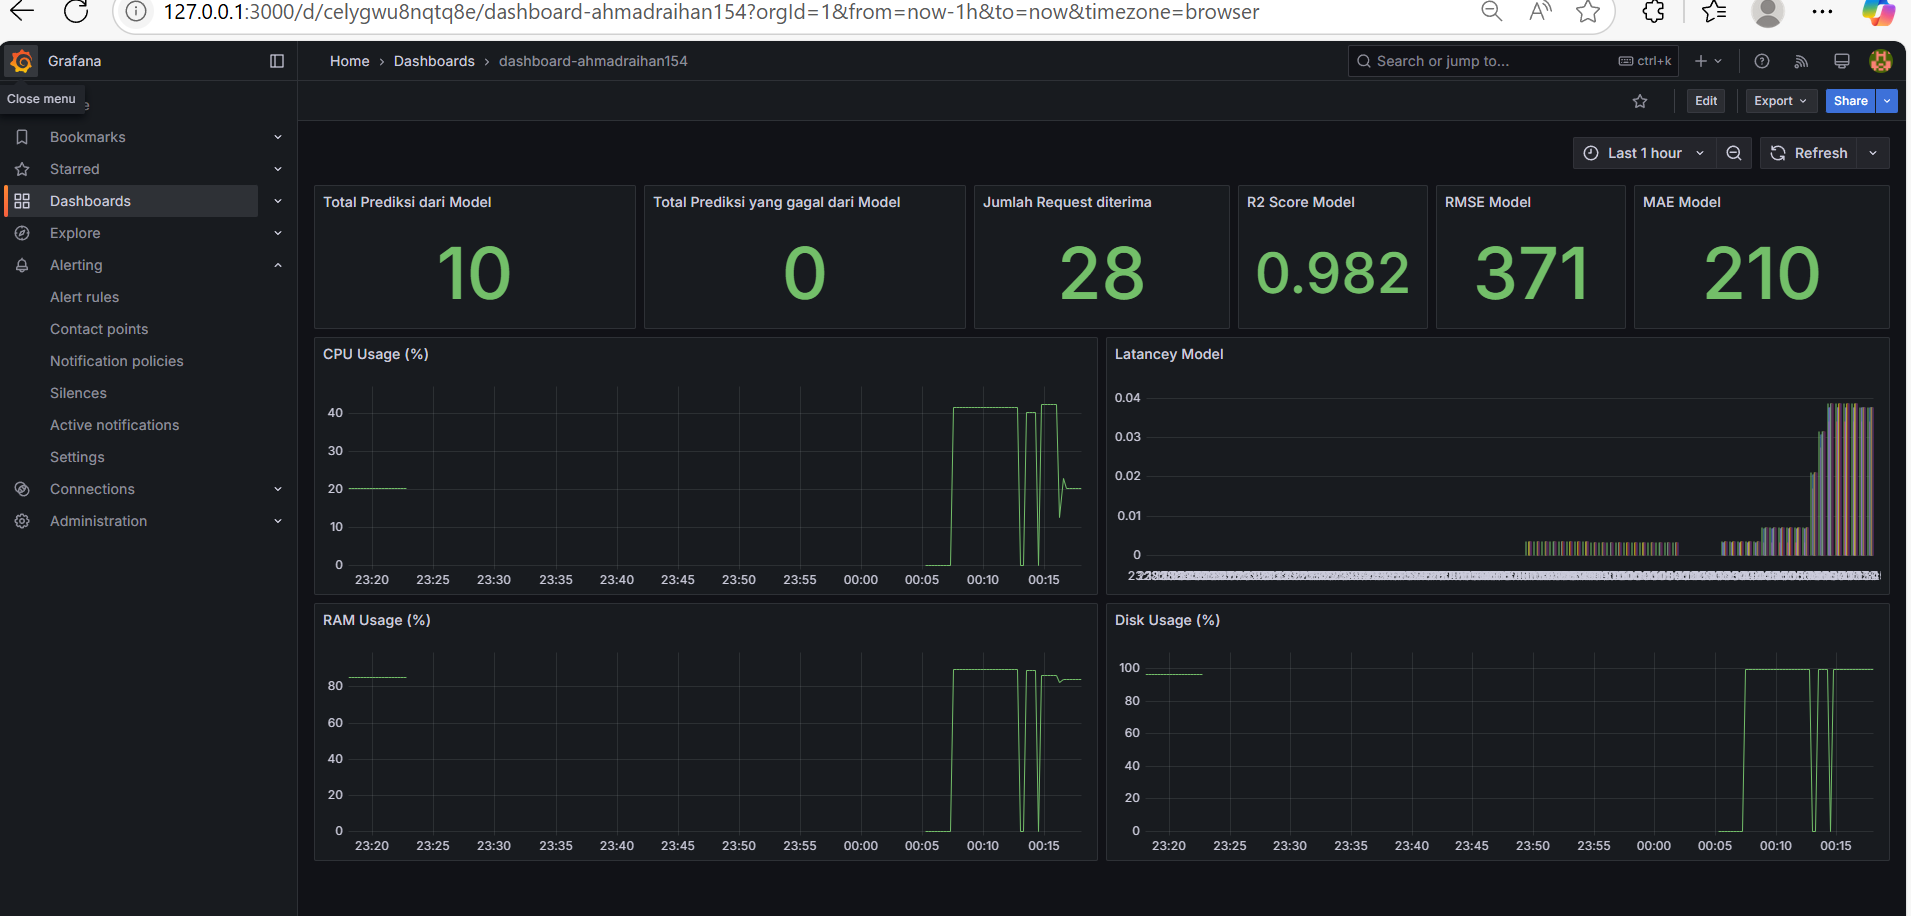 127.0.0.1:3000/d/celygwu8nqtq8e/dashboard-ahmadraihan154?orgId=1&from=now-1h&to=now&timezone=browser
Grafana
Home › Dashboards › dashboard-ahmadraihan154
Search or jump to...
ctrl+k
Close menu
Edit
Export
Share
Bookmarks
Starred
Dashboards
Explore
Alerting
Alert rules
Contact points
Notification policies
Silences
Active notifications
Settings
Connections
Administration
Last 1 hour
Refresh
Total Prediksi dari Model
10
Total Prediksi yang gagal dari Model
0
Jumlah Request diterima
28
R2 Score Model
0.982
RMSE Model
371
MAE Model
210
CPU Usage (%)
40
30
20
10
0
23:20 23:25 23:30 23:35 23:40 23:45 23:50 23:55 00:00 00:05 00:10 00:15
Latancey Model
0.04
0.03
0.02
0.01
0
RAM Usage (%)
80
60
40
20
0
23:20 23:25 23:30 23:35 23:40 23:45 23:50 23:55 00:00 00:05 00:10 00:15
Disk Usage (%)
100
80
60
40
20
0
23:20 23:25 23:30 23:35 23:40 23:45 23:50 23:55 00:00 00:05 00:10 00:15